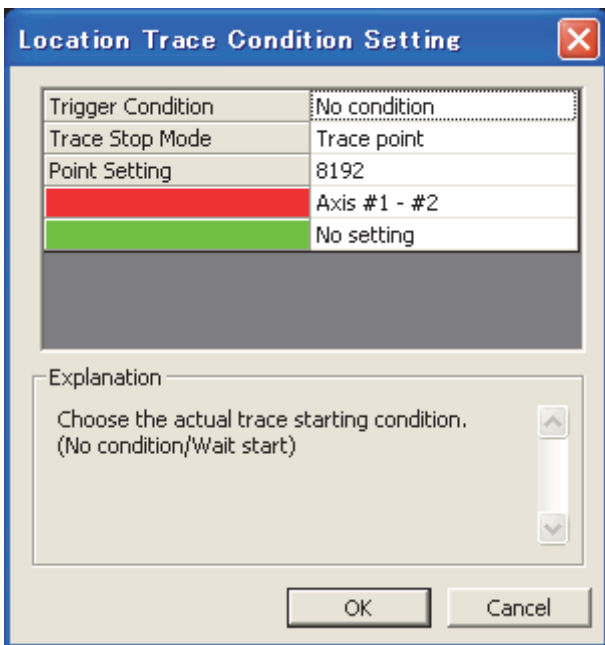 Location Trace Condition Setting
Trigger Condition No condition
Trace Stop Mode Trace point
Point Setting 8192
Axis #1 - #2
No setting
Explanation
Choose the actual trace starting condition.
(No condition/Wait start)
OK Cancel